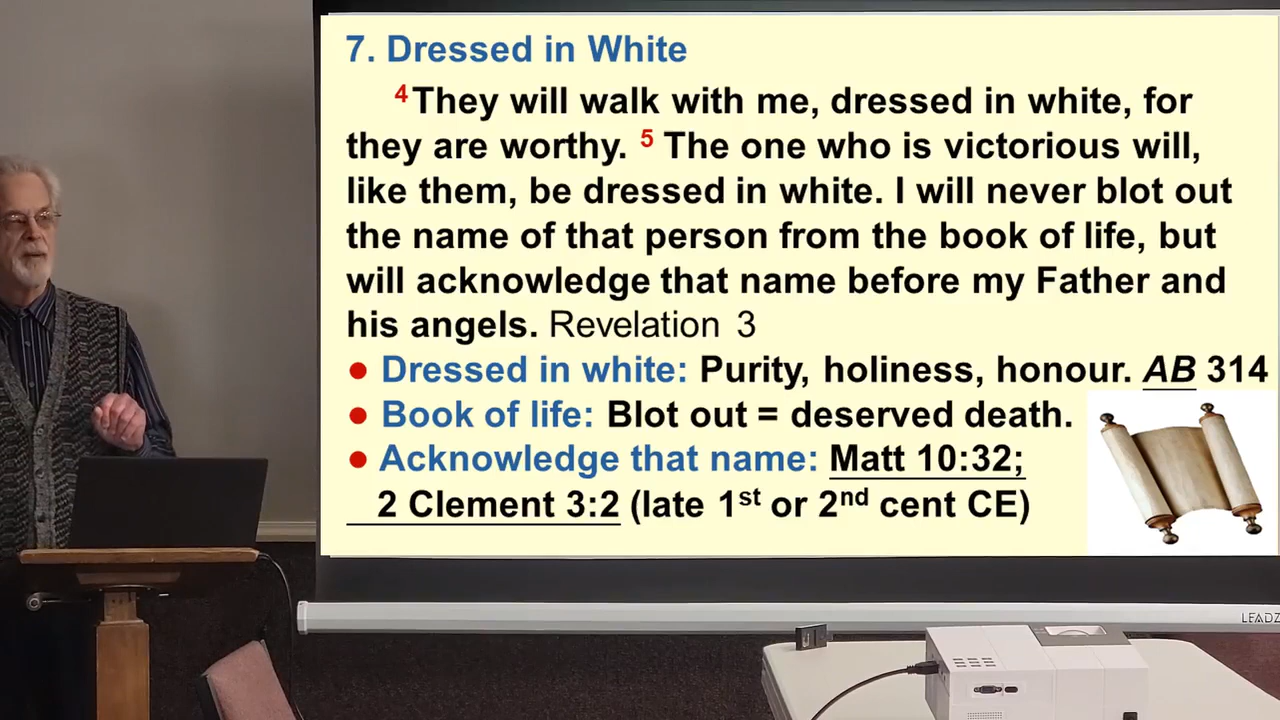 7. Dressed in White
4 They will walk with me, dressed in white, for
they are worthy. 5 The one who is victorious will,
like them, be dressed in white. I will never blot out
the name of that person from the book of life, but
will acknowledge that name before my Father and
his angels. Revelation 3
● Dressed in white: Purity, holiness, honour. AB 314
● Book of life: Blot out = deserved death.
● Acknowledge that name: Matt 10:32;
2 Clement 3:2 (late 1st or 2nd cent CE)